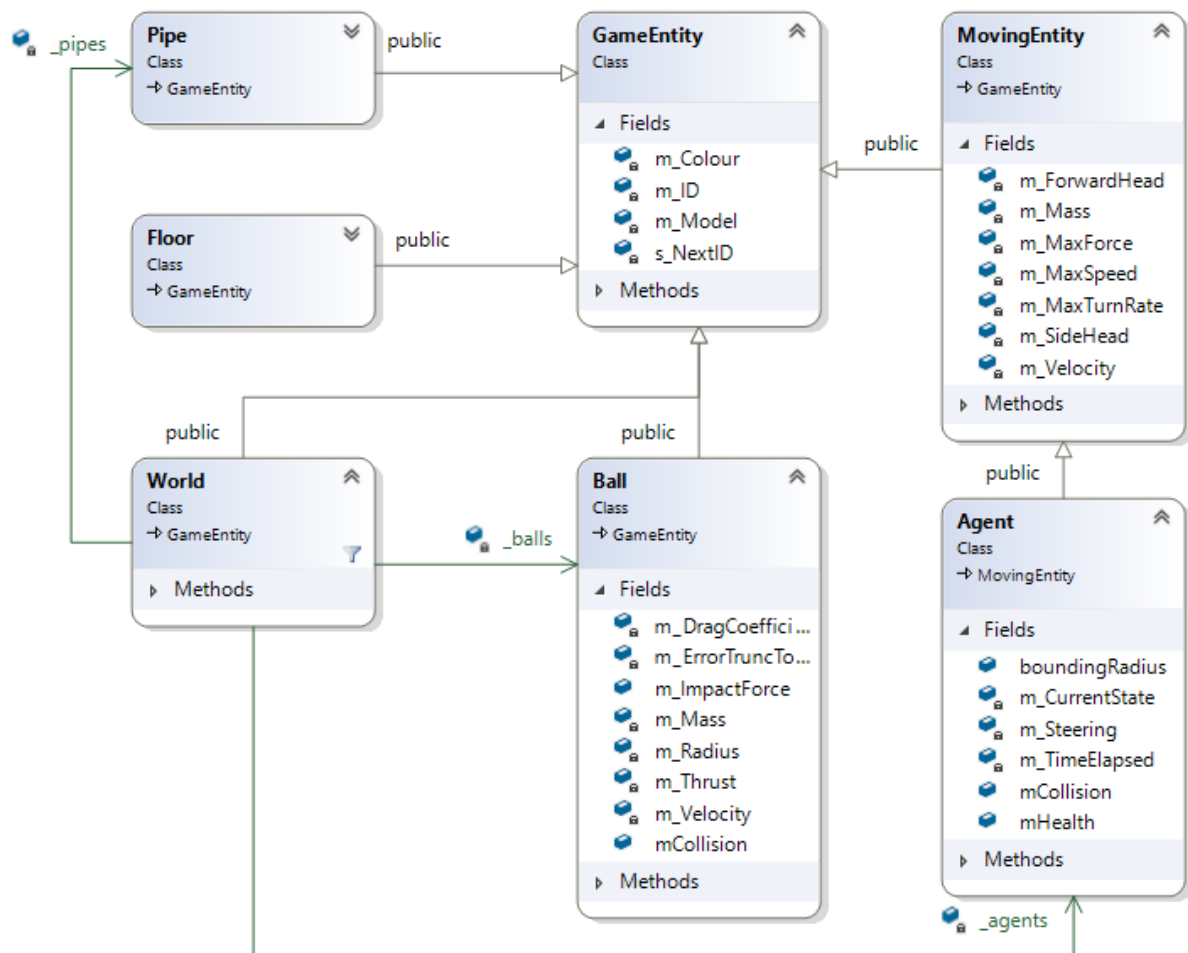 _pipes
Pipe
Class
GameEntity
public
GameEntity
Class
Fields
m_Colour
m_ID
m_Model
s_NextID
Methods
MovingEntity
Class
GameEntity
Fields
m_ForwardHead
m_Mass
m_MaxForce
m_MaxSpeed
m_MaxTurnRate
m_SideHead
m_Velocity
Methods
public
Floor
Class
GameEntity
public
public
public
World
Class
GameEntity
Methods
_balls
Ball
Class
GameEntity
Fields
m_DragCoeffici ...
m_ErrorTruncTo...
m_ImpactForce
m_Mass
m_Radius
m_Thrust
m_Velocity
mCollision
Methods
public
Agent
Class
MovingEntity
Fields
boundingRadius
m_CurrentState
m_Steering
m_TimeElapsed
mCollision
mHealth
Methods
_agents